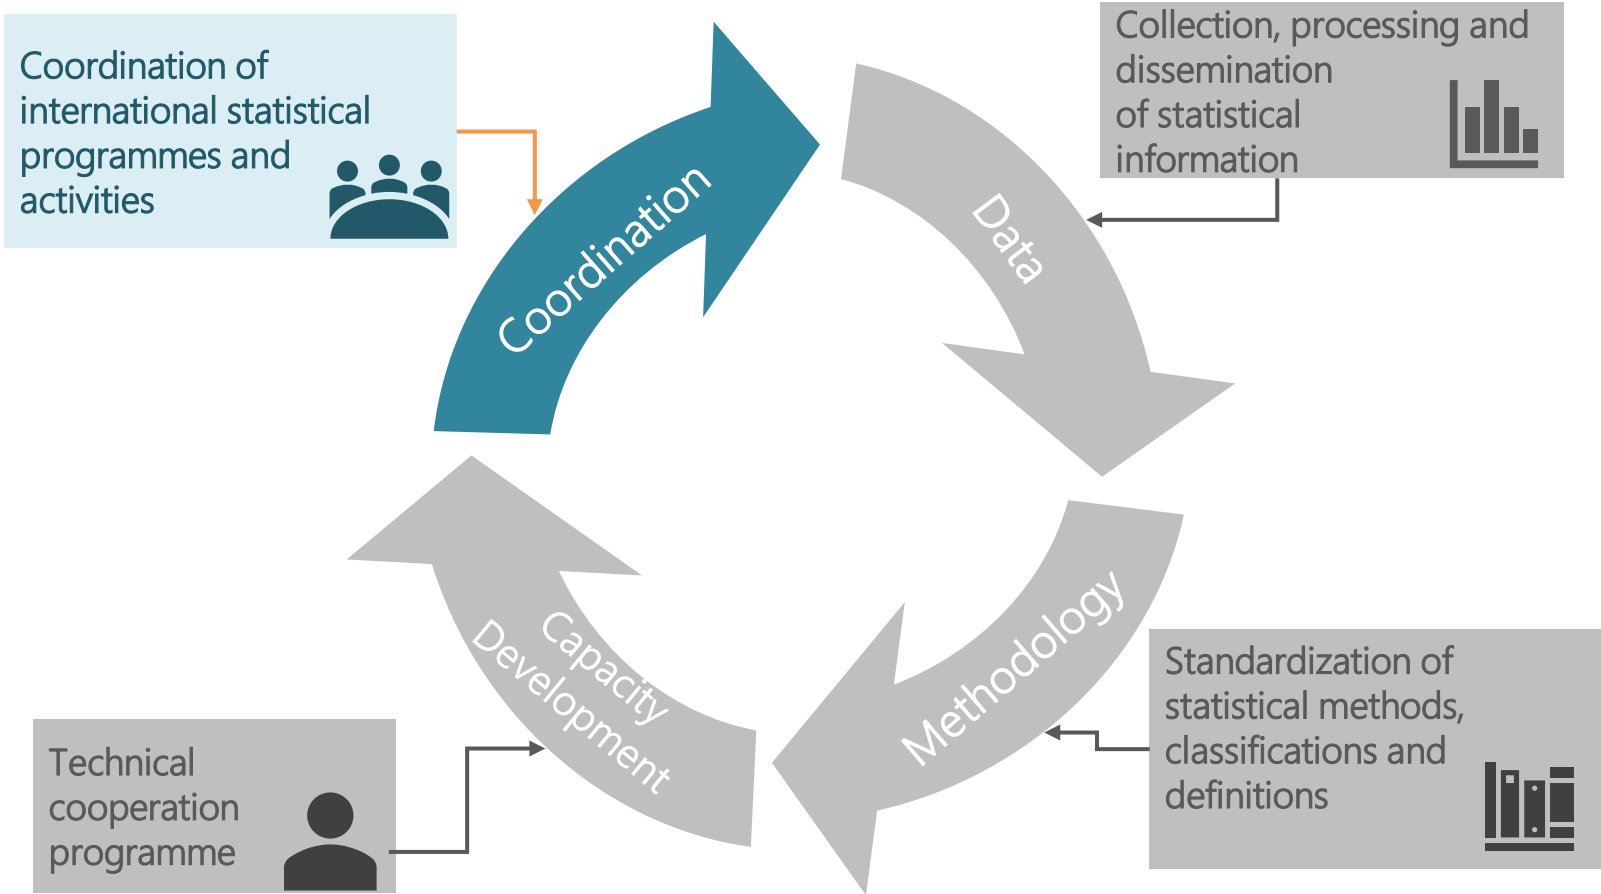 Coordination of
international statistical
programmes and
activities
Collection, processing and
dissemination
of statistical
information
Coordination
Data
Methodology
Capacity
Development
Standardization of
statistical methods,
classifications and
definitions
Technical
cooperation
programme